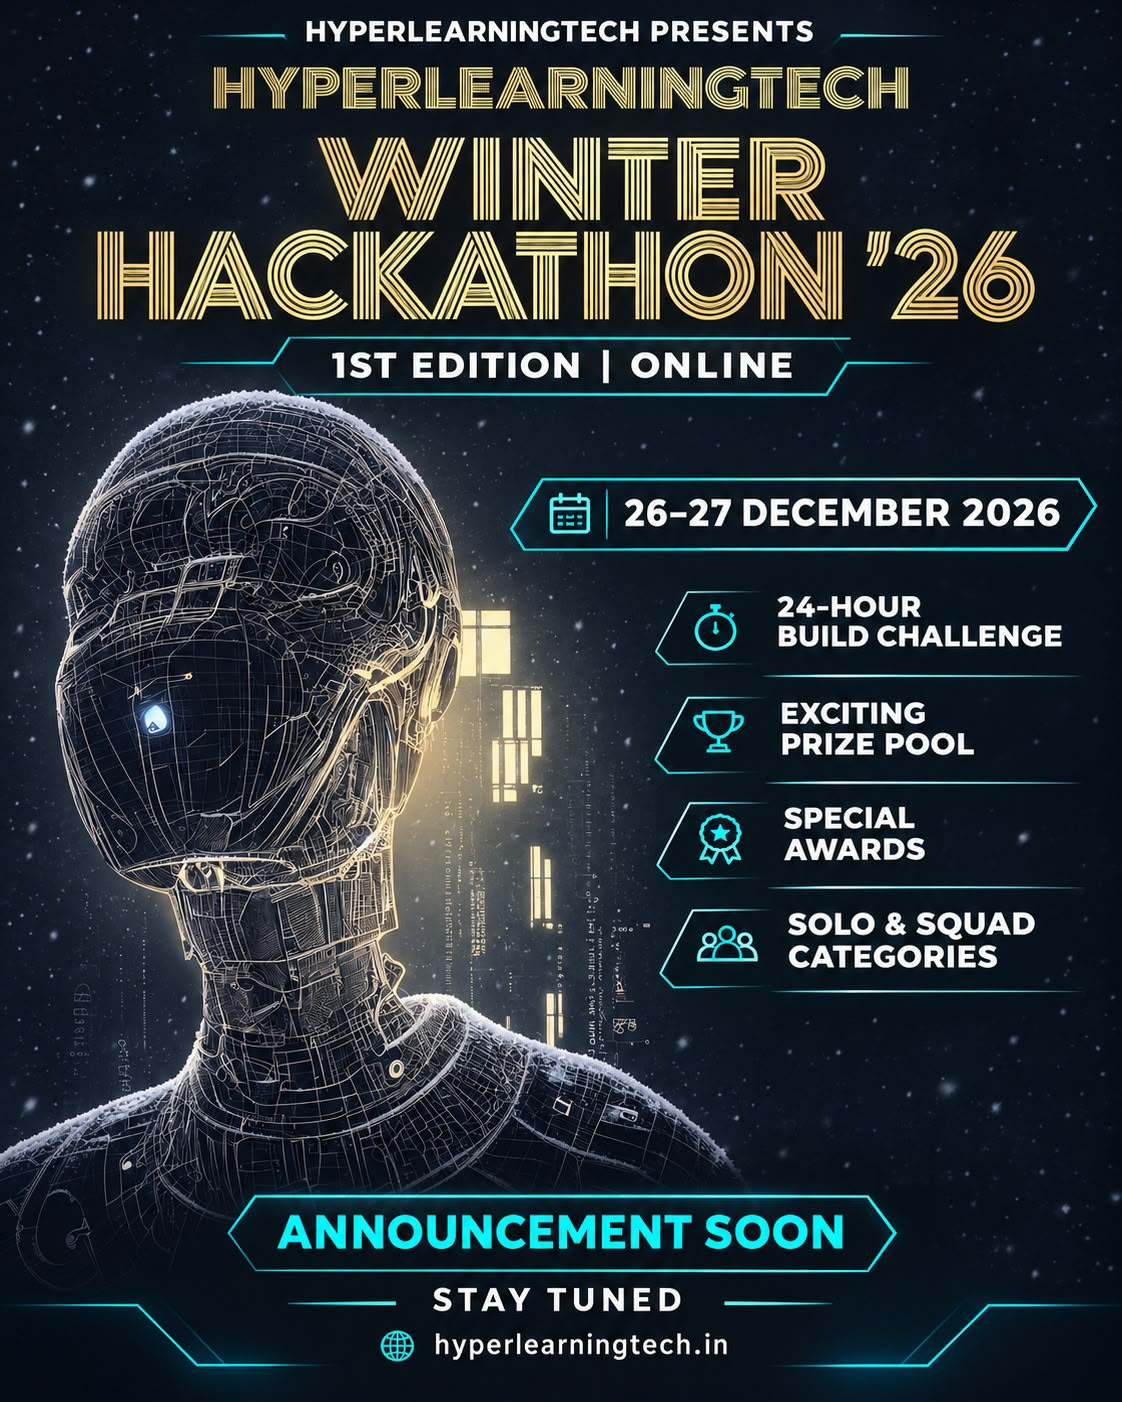 HYPERLEARNINGTECH PRESENTS
HYPERLEARNINGTECH
WINTER
HACKATHON '26
1ST EDITION | ONLINE
26–27 DECEMBER 2026
24-HOUR
BUILD CHALLENGE
EXCITING
PRIZE POOL
SPECIAL
AWARDS
SOLO & SQUAD
CATEGORIES
ANNOUNCEMENT SOON
STAY TUNED
hyperlearningtech.in